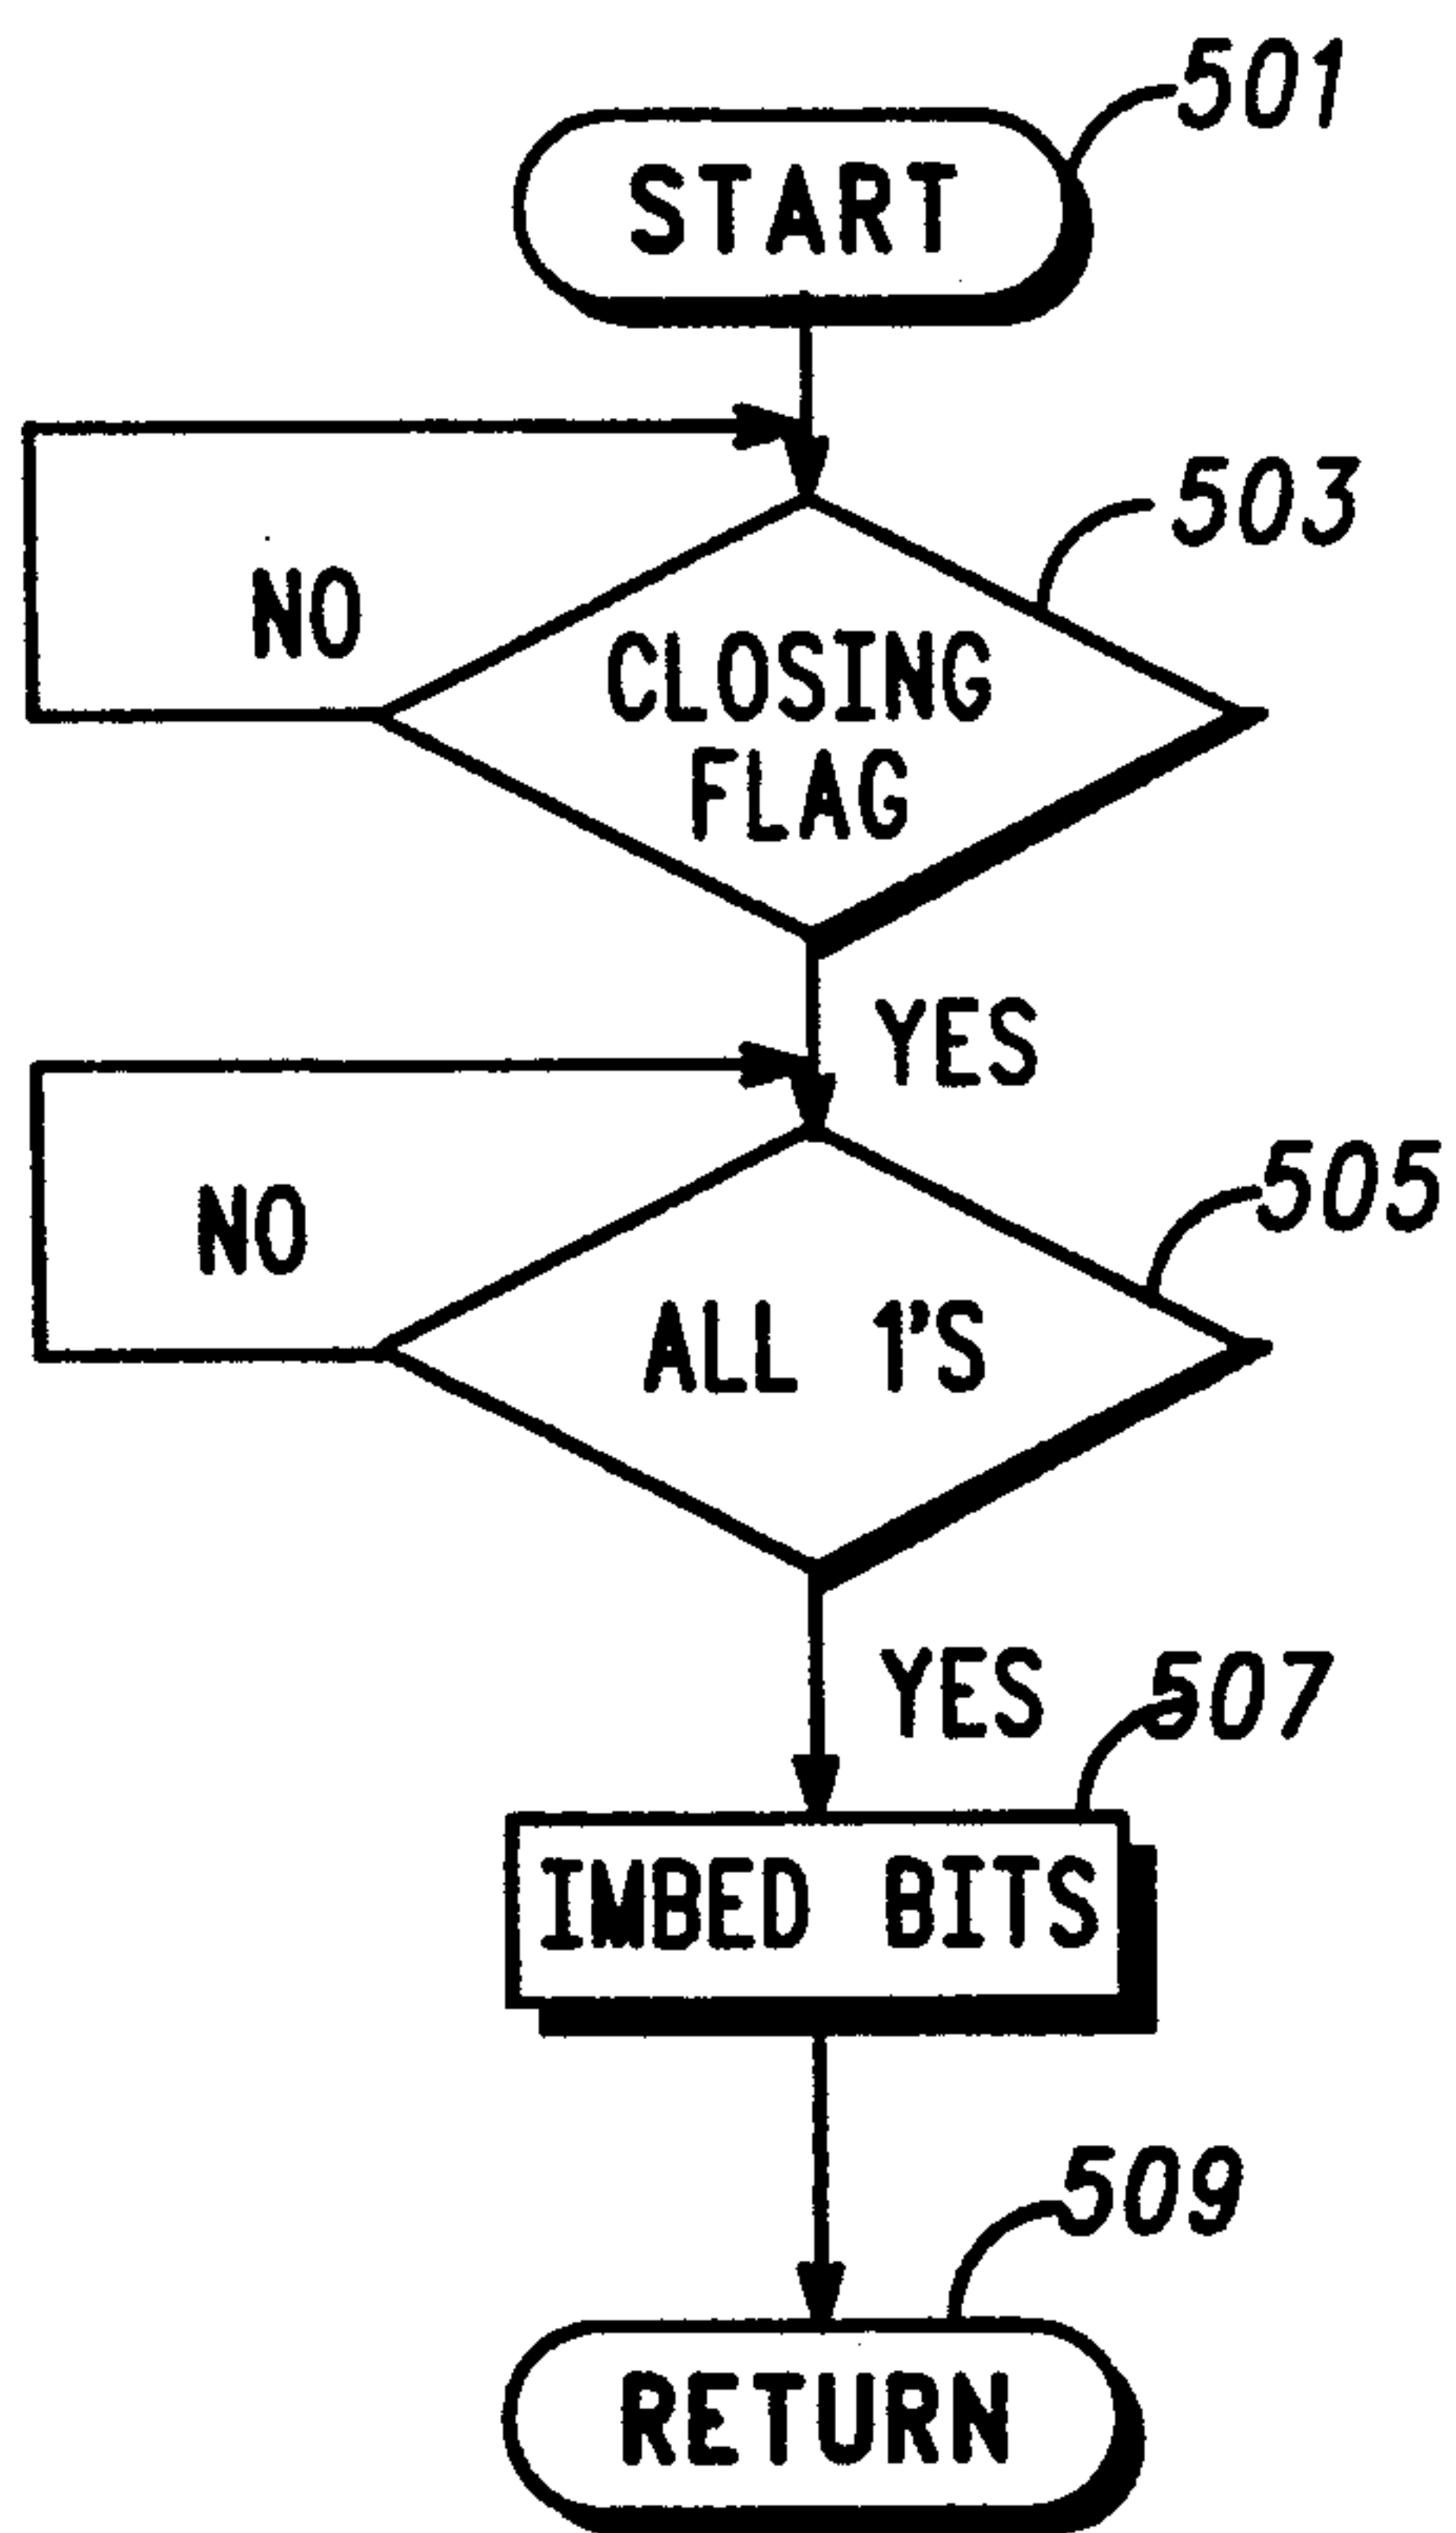 501
START
503
NO
CLOSING
FLAG
YES
505
NO
ALL 1'S
YES
507
IMBED BITS
509
RETURN